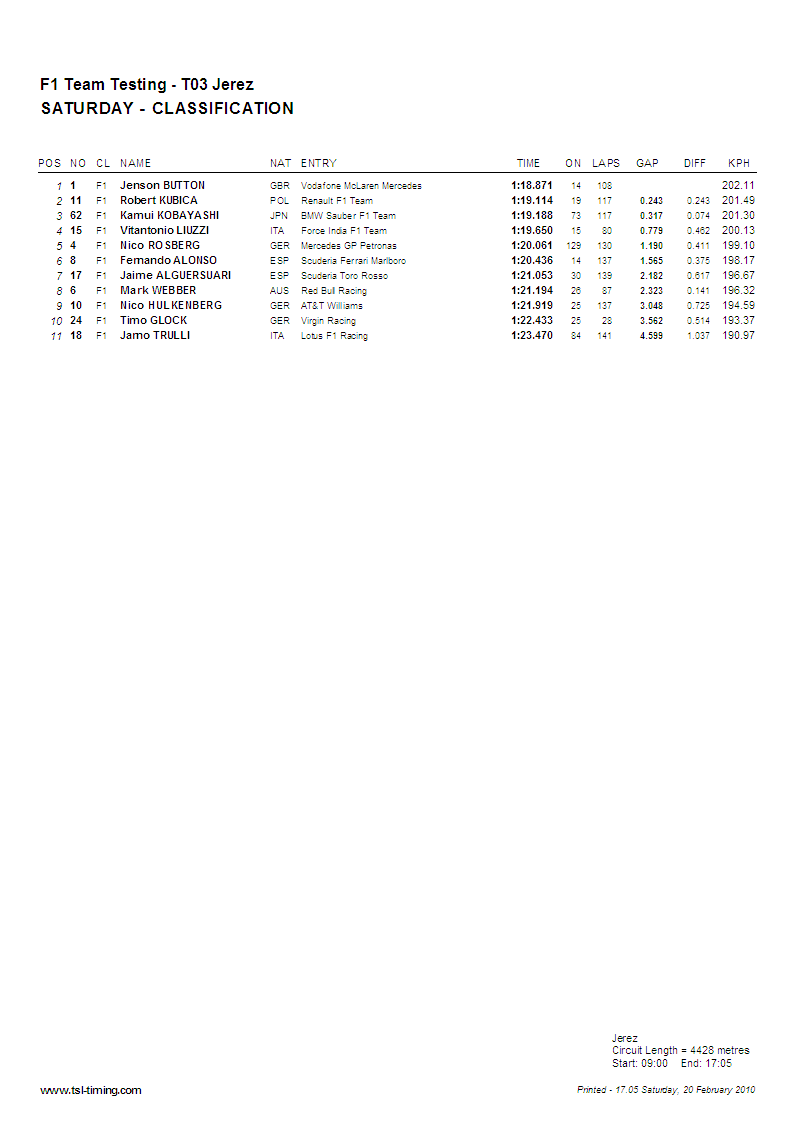 F1 Team Testing - T03 Jerez
SATURDAY - CLASSIFICATION
POS NO CL NAME NAT ENTRY TIME ON LAPS GAP DIFF KPH
1 1 F1 Jenson BUTTON GBR Vodafone McLaren Mercedes 1:18.871 14 108 202.11
2 11 F1 Robert KUBICA POL Renault F1 Team 1:19.114 19 117 0.243 0.243 201.49
3 62 F1 Kamui KOBAYASHI JPN BMW Sauber F1 Team 1:19.188 73 117 0.317 0.074 201.30
4 15 F1 Vitantonio LIUZZI ITA Force India F1 Team 1:19.650 15 80 0.779 0.462 200.13
5 4 F1 Nico ROSBERG GER Mercedes GP Petronas 1:20.061 129 130 1.190 0.411 199.10
6 8 F1 Fernando ALONSO ESP Scuderia Ferrari Marlboro 1:20.436 14 137 1.565 0.375 198.17
7 17 F1 Jaime ALGUERSUARI ESP Scuderia Toro Rosso 1:21.053 30 139 2.182 0.617 196.67
8 6 F1 Mark WEBBER AUS Red Bull Racing 1:21.194 26 87 2.323 0.141 196.32
9 10 F1 Nico HULKENBERG GER AT&T Williams 1:21.919 25 137 3.048 0.725 194.59
10 24 F1 Timo GLOCK GER Virgin Racing 1:22.433 25 28 3.562 0.514 193.37
11 18 F1 Jarno TRULLI ITA Lotus F1 Racing 1:23.470 84 141 4.599 1.037 190.97
Jerez
Circuit Length = 4428 metres
Start: 09:00 End: 17:05
www.tsl-timing.com
Printed - 17.05 Saturday, 20 February 2010